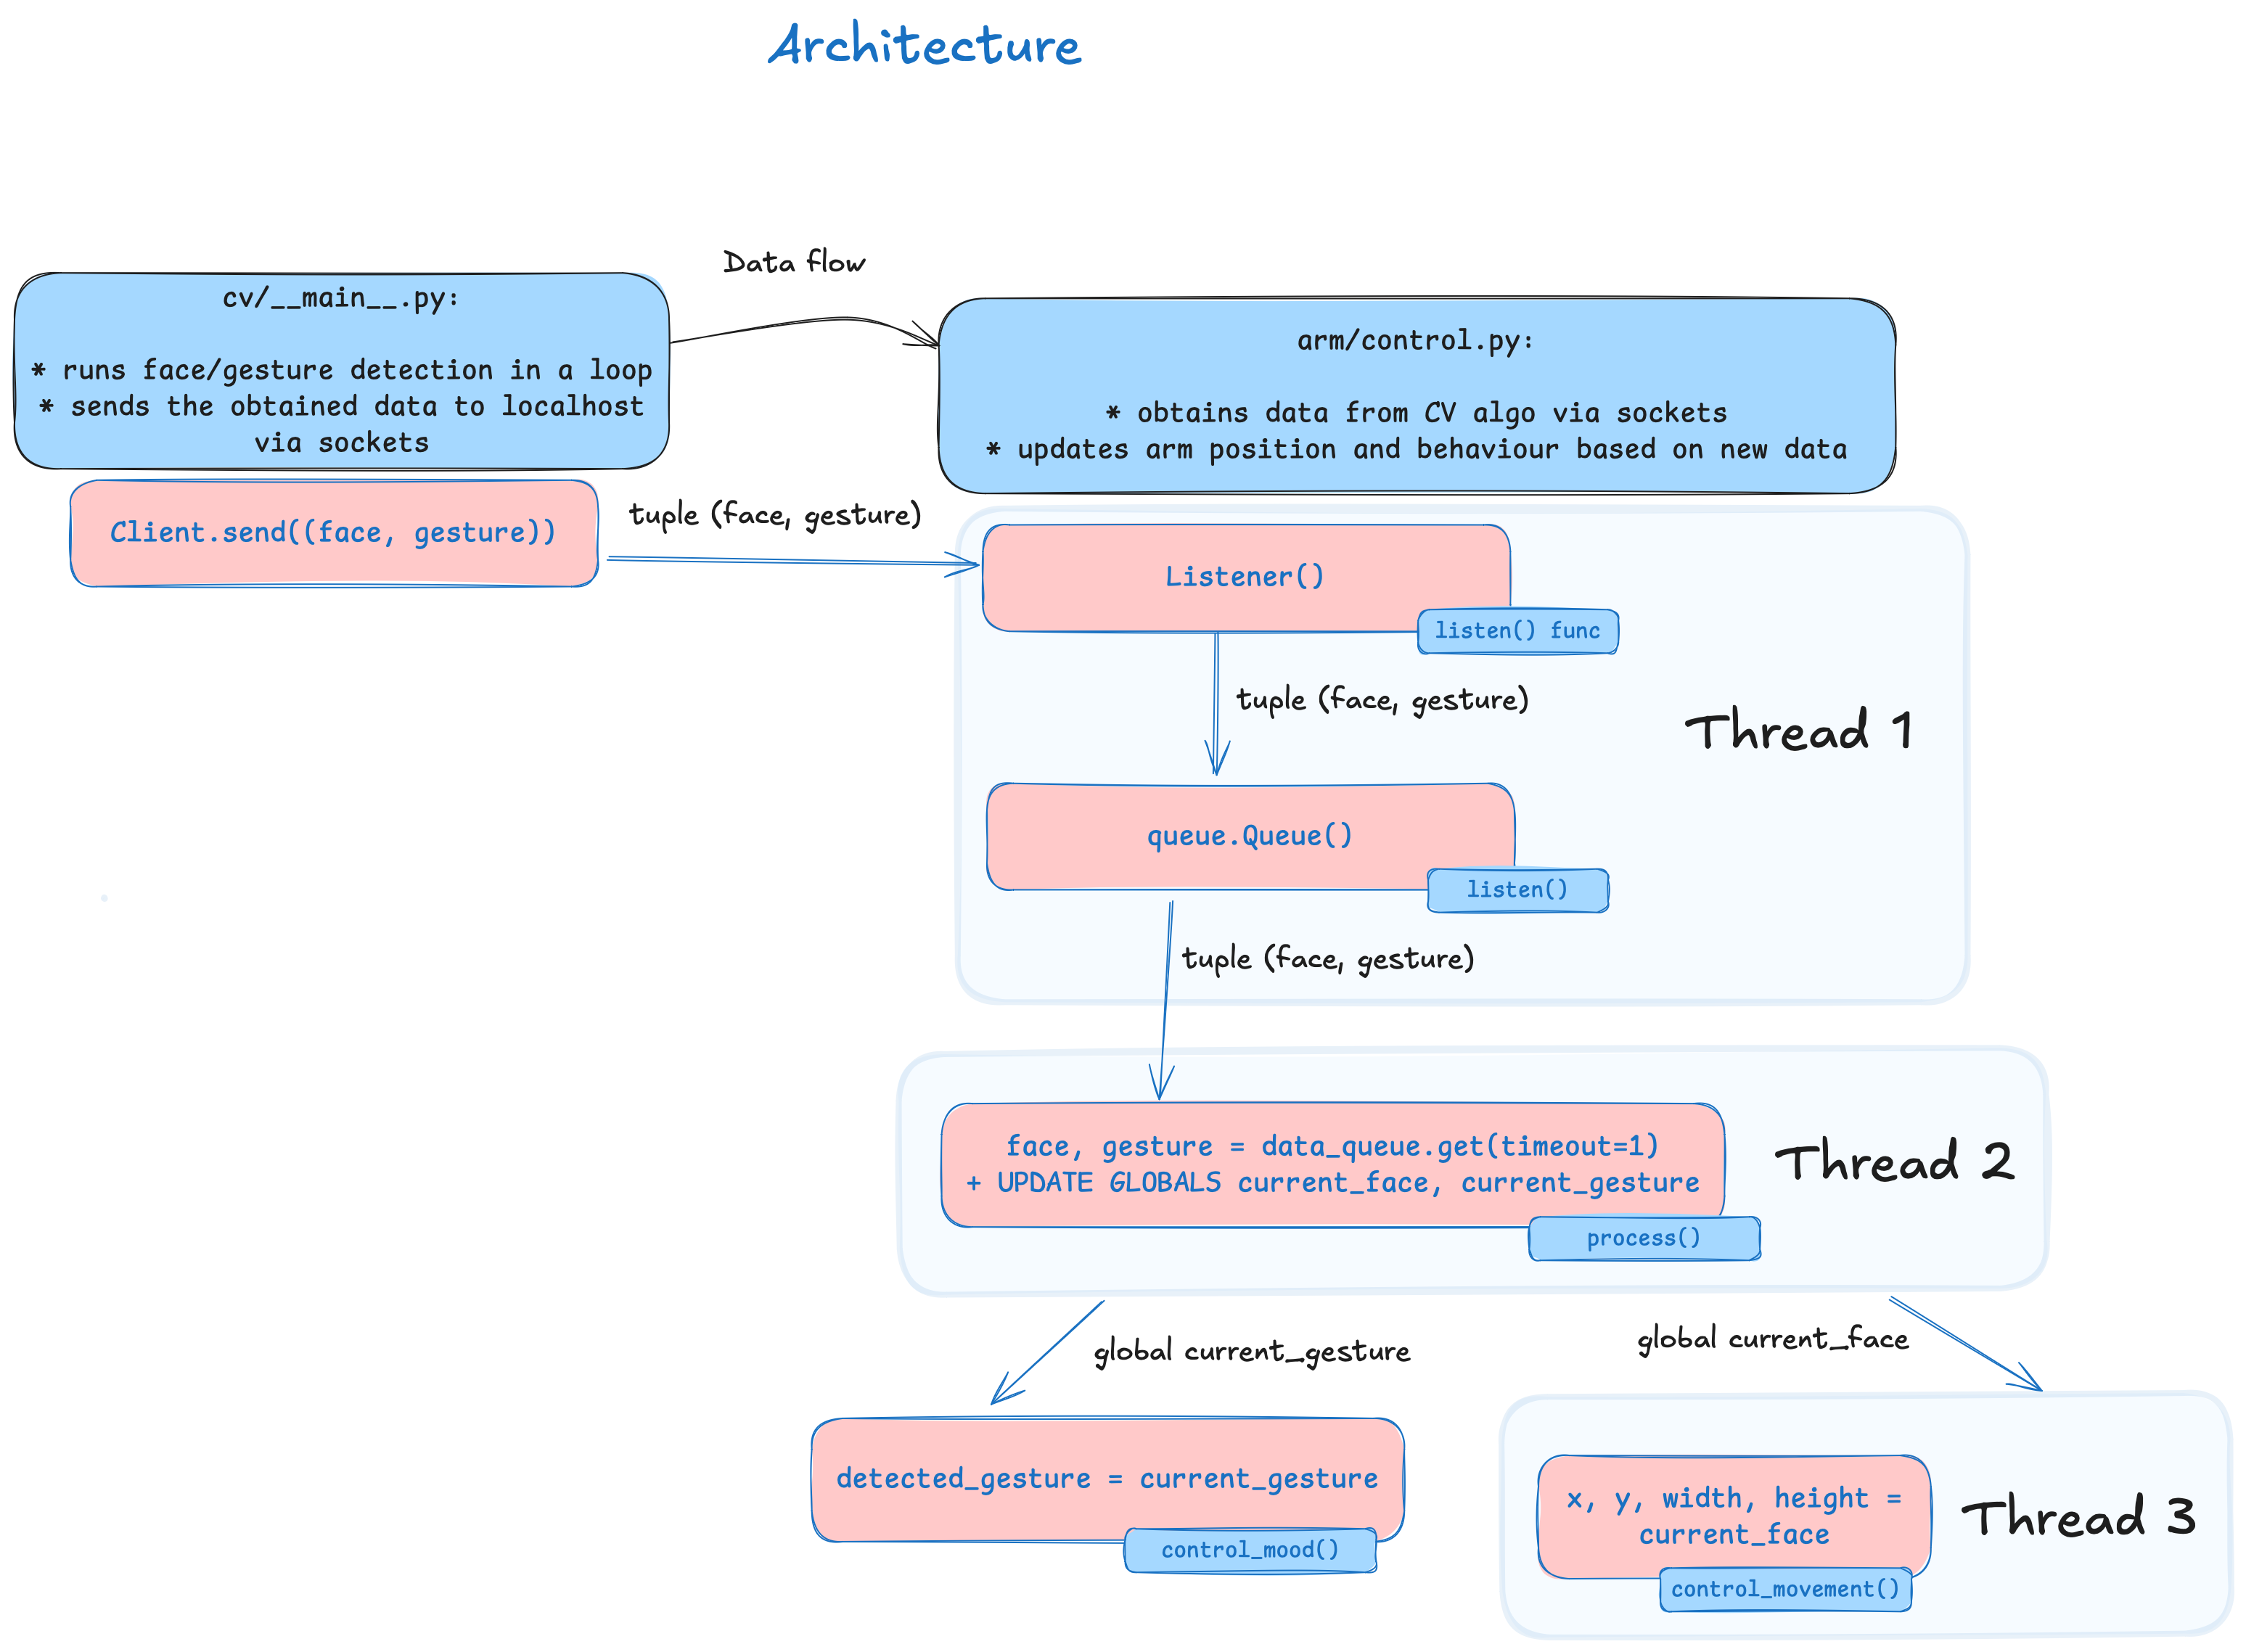 Architecture
Data flow
cv/__main__.py:
* runs face/gesture detection in a loop
* sends the obtained data to localhost
via sockets
arm/control.py:
* obtains data from CV algo via sockets
* updates arm position and behaviour based on new data
Client.send((face, gesture))
tuple (face, gesture)
Listener()
listen() func
tuple (face, gesture)
Thread 1
queue.Queue()
listen()
tuple (face, gesture)
face, gesture = data_queue.get(timeout=1)
+ UPDATE GLOBALS current_face, current_gesture
process()
Thread 2
global current_gesture
global current_face
detected_gesture = current_gesture
control_mood()
x, y, width, height =
current_face
control_movement()
Thread 3